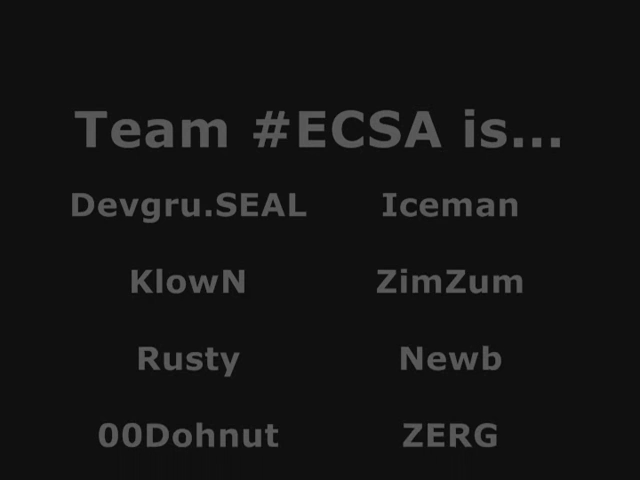 Team #ECSA is...
Devgru.SEAL Iceman
KlowN ZimZum
Rusty Newb
00Dohnut ZERG